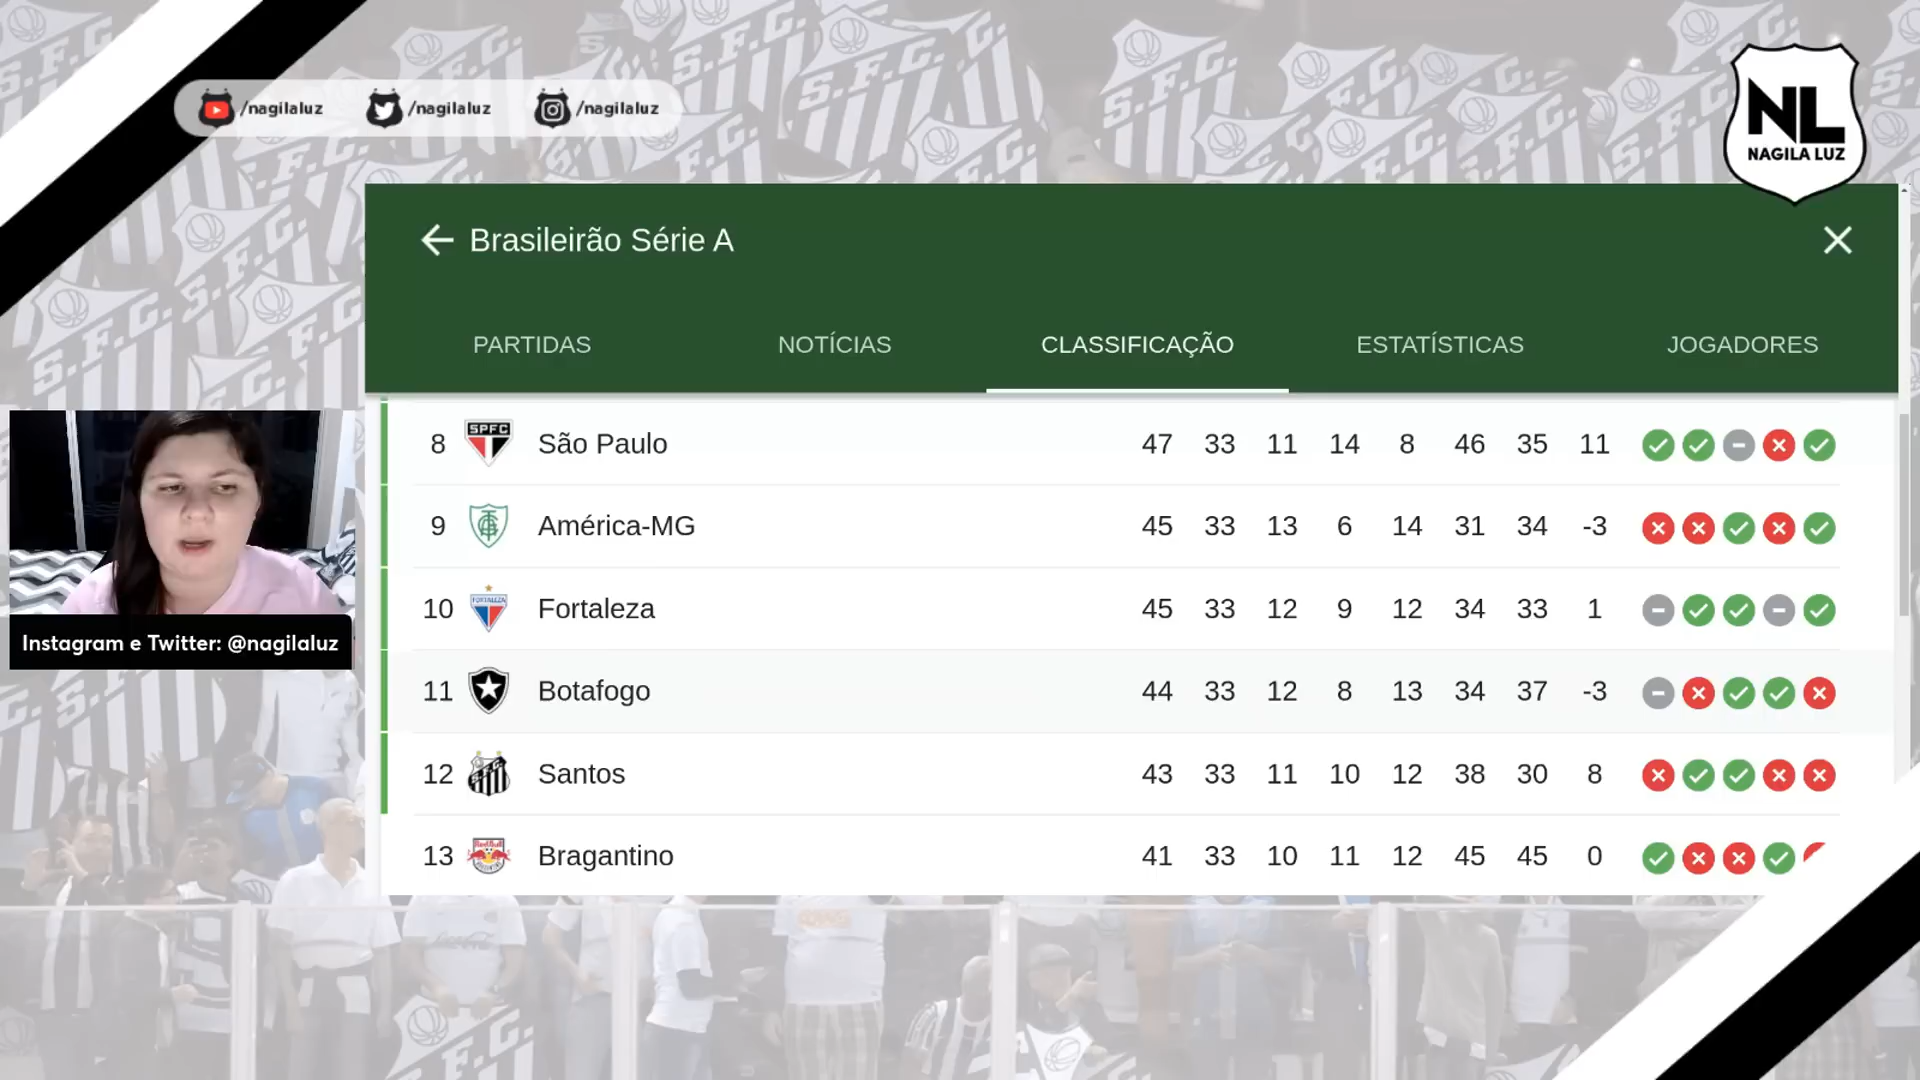 /nagilaluz /nagilaluz /nagilaluz
NL
NAGILA LUZ
Brasileirão Série A
PARTIDAS NOTÍCIAS CLASSIFICAÇÃO ESTATÍSTICAS JOGADORES
SPFC
8 São Paulo 47 33 11 14 8 46 35 11
9 América-MG 45 33 13 6 14 31 34 -3
FORTALEZA
10 Fortaleza 45 33 12 9 12 34 33 1
11 Botafogo 44 33 12 8 13 34 37 -3
12 Santos 43 33 11 10 12 38 30 8
13 Bragantino 41 33 10 11 12 45 45 0
Instagram e Twitter: @nagilaluz
S.F.C.
S.F.C.
S.F.C.
S.F.C.